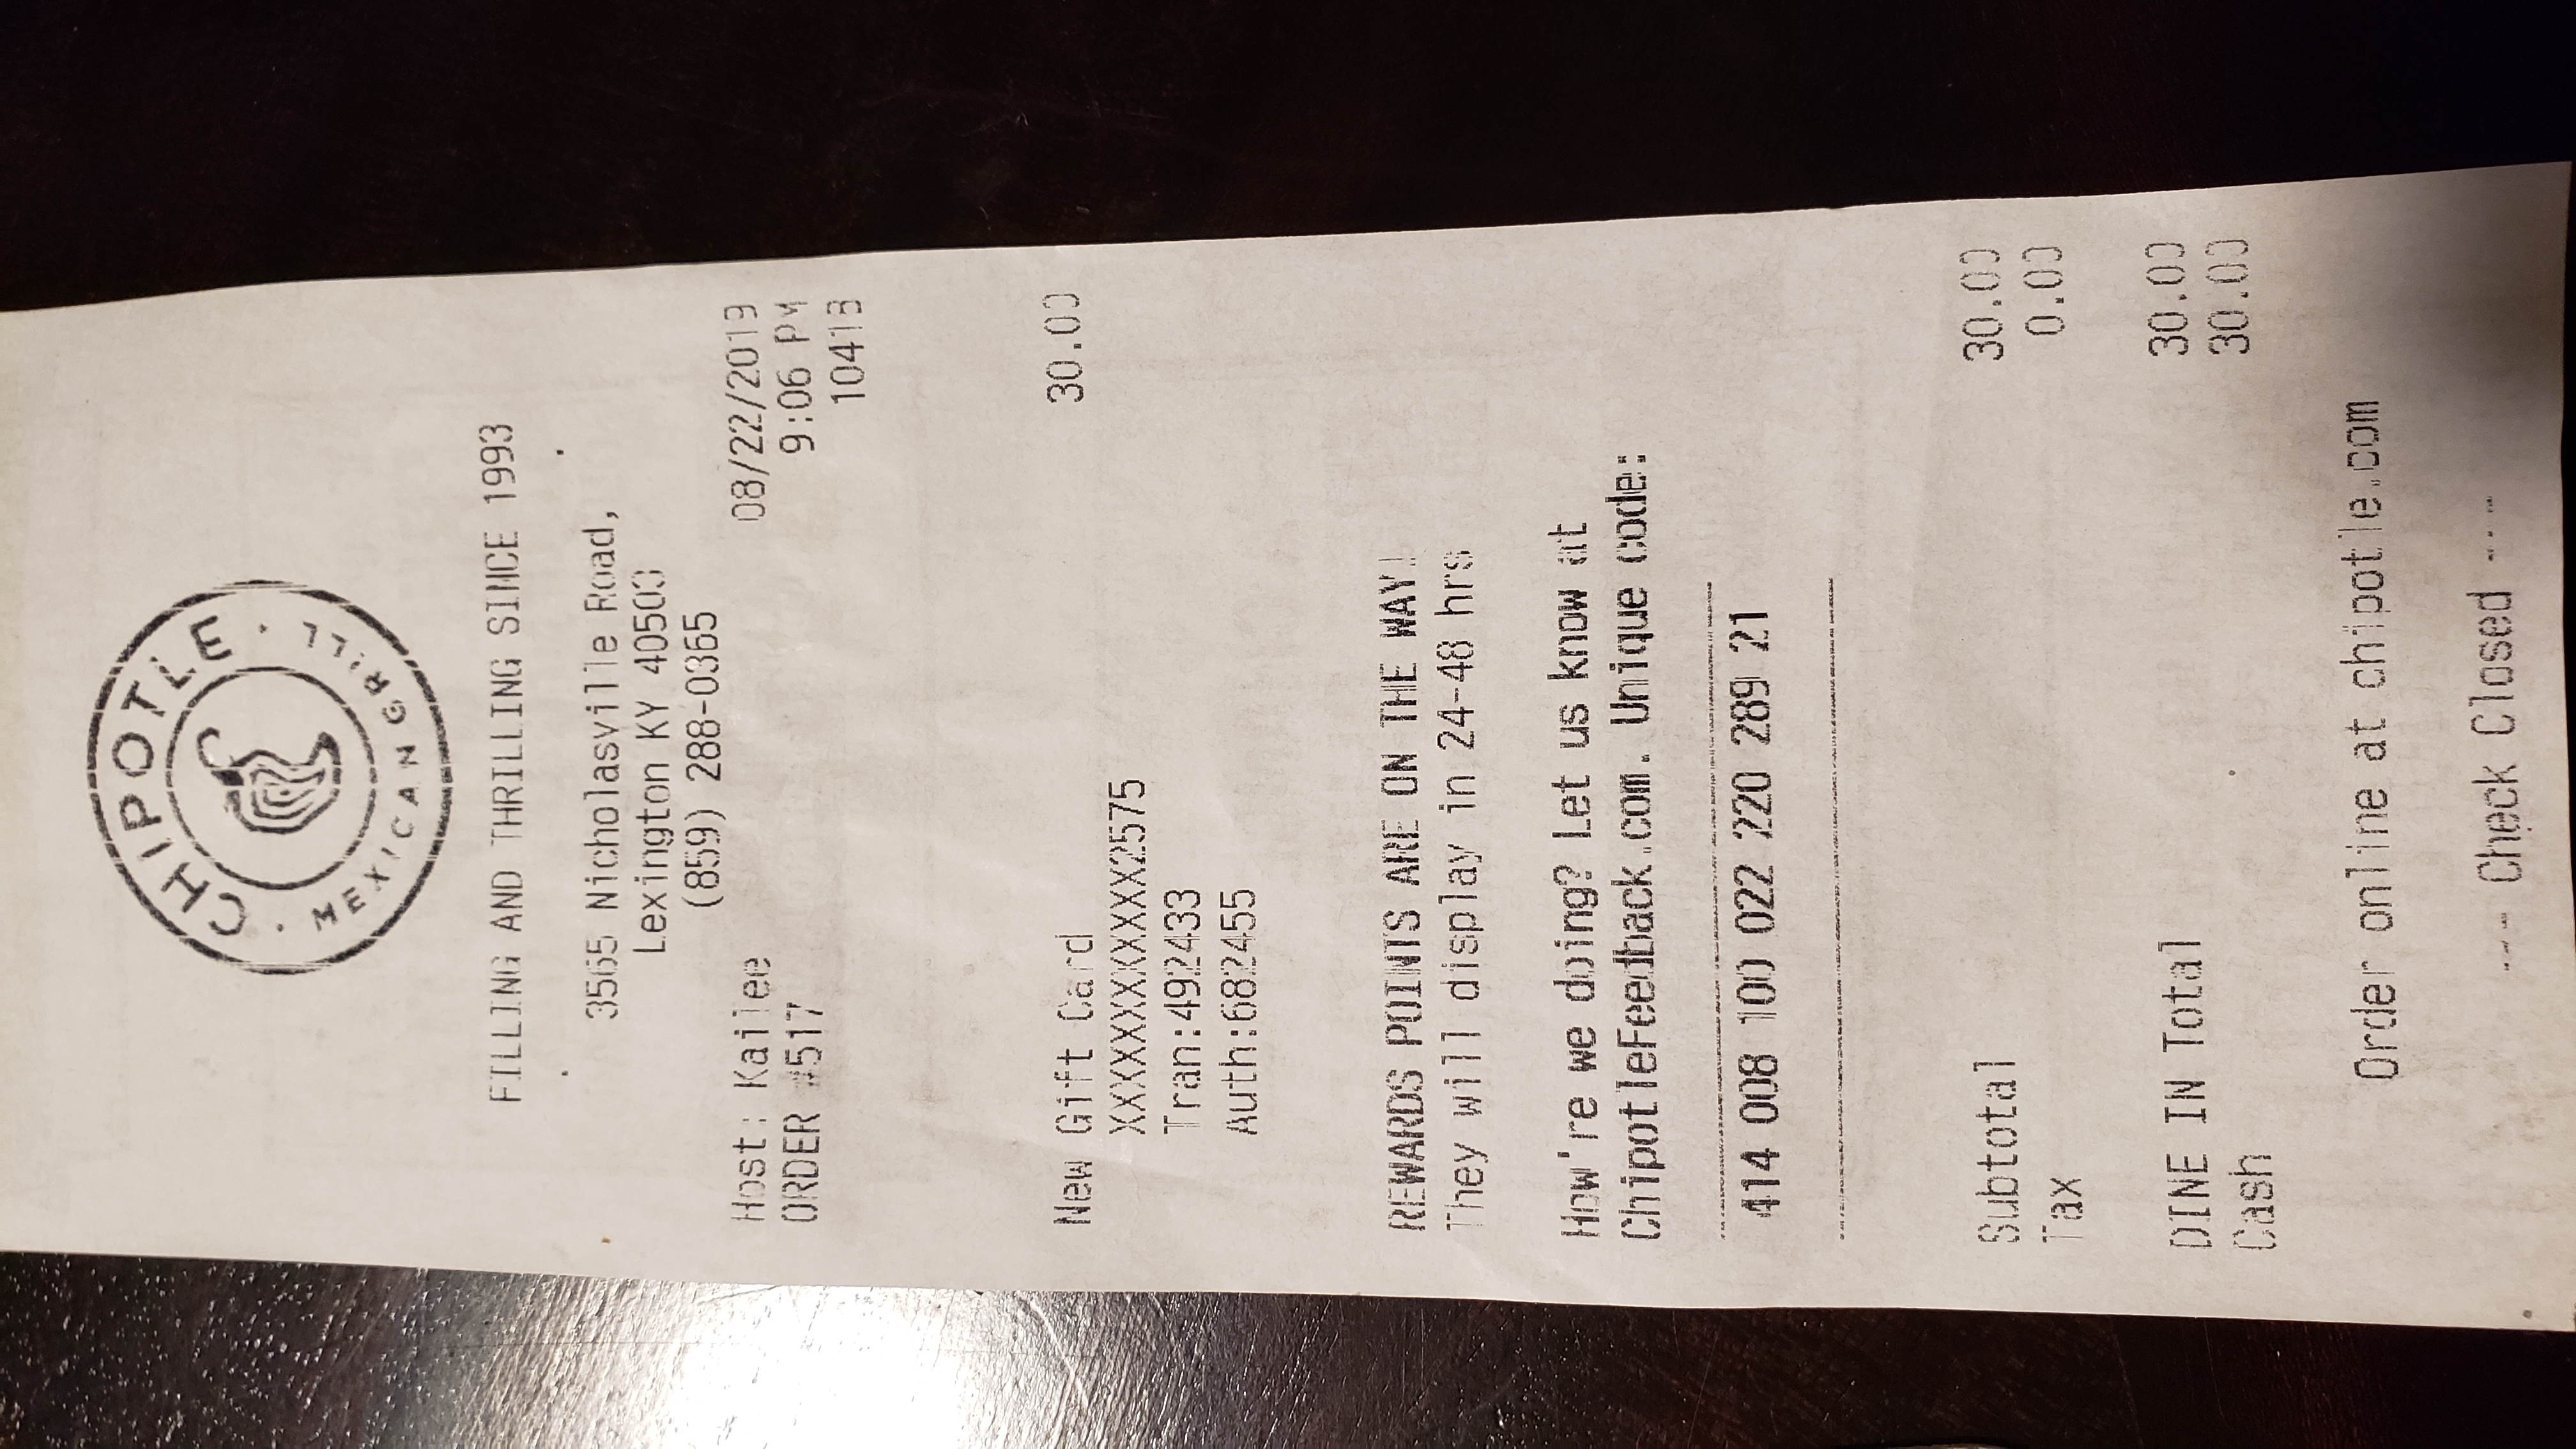 CHIPOTLE
MEXICAN GRILL
FILLING AND THRILLING SINCE 1993
3565 Nicholasville Road,
Lexington KY 40503
(859) 288-0365
Host: Kailee 08/22/2019
ORDER #517 9:06 PM
10413
New Gift Card 30.00
XXXXXXXXXXXX2575
Tran:492433
Auth:682455
REWARDS POINTS ARE ON THE WAY!
They will display in 24-48 hrs
How're we doing? Let us know at
ChipotleFeedback.com. Unique code:
414 008 100 022 220 289 21
Subtotal 30.00
Tax 0.00
DINE IN Total 30.00
Cash 30.00
Order online at chipotle.com
--- Check Closed ---